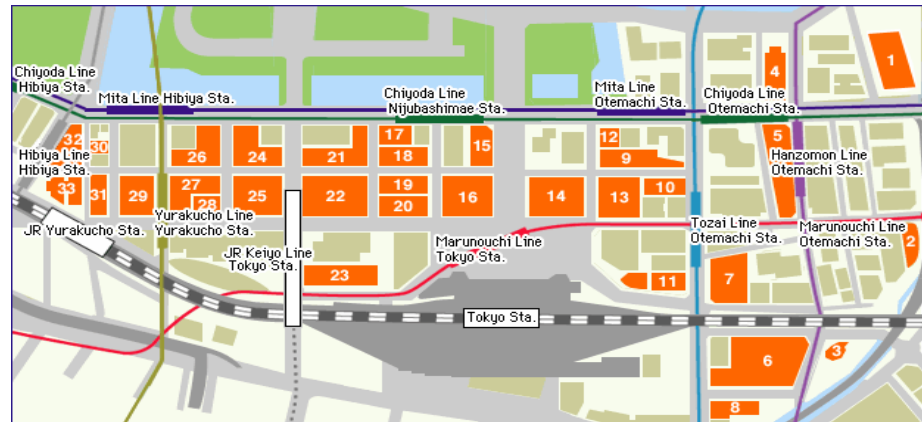 Chiyoda Line
Hibiya Sta.
Mita Line Hibiya Sta.
Chiyoda Line
Nijubashimae Sta.
Mita Line
Otemachi Sta.
Chiyoda Line
Otemachi Sta.
4
1
32
30
26
24
21
17
18
15
12
9
5
Hibiya Line
Hibiya Sta.
Hanzomon Line
Otemachi Sta.
33
31
29
27
28
25
22
19
20
16
14
13
10
JR Yurakucho Sta.
Yurakucho Line
Yurakucho Sta.
JR Keiyo Line
Tokyo Sta.
Marunouchi Line
Tokyo Sta.
Tozai Line
Otemachi Sta.
Marunouchi Line
Otemachi Sta.
2
23
11
7
Tokyo Sta.
6
3
8